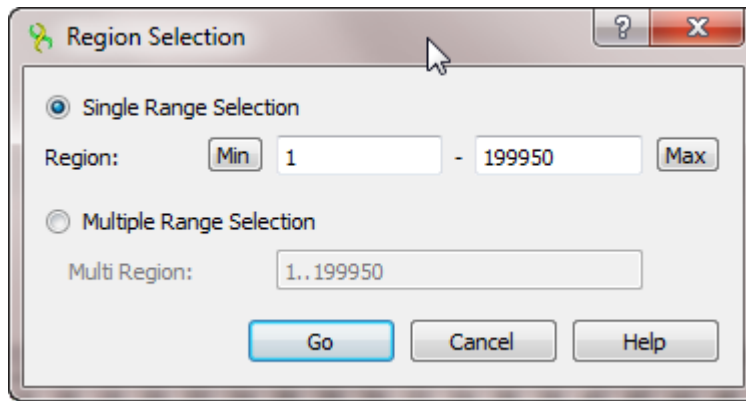 Region Selection
?
Single Range Selection
Region: Min 1 - 199950 Max
Multiple Range Selection
Multi Region: 1..199950
Go Cancel Help